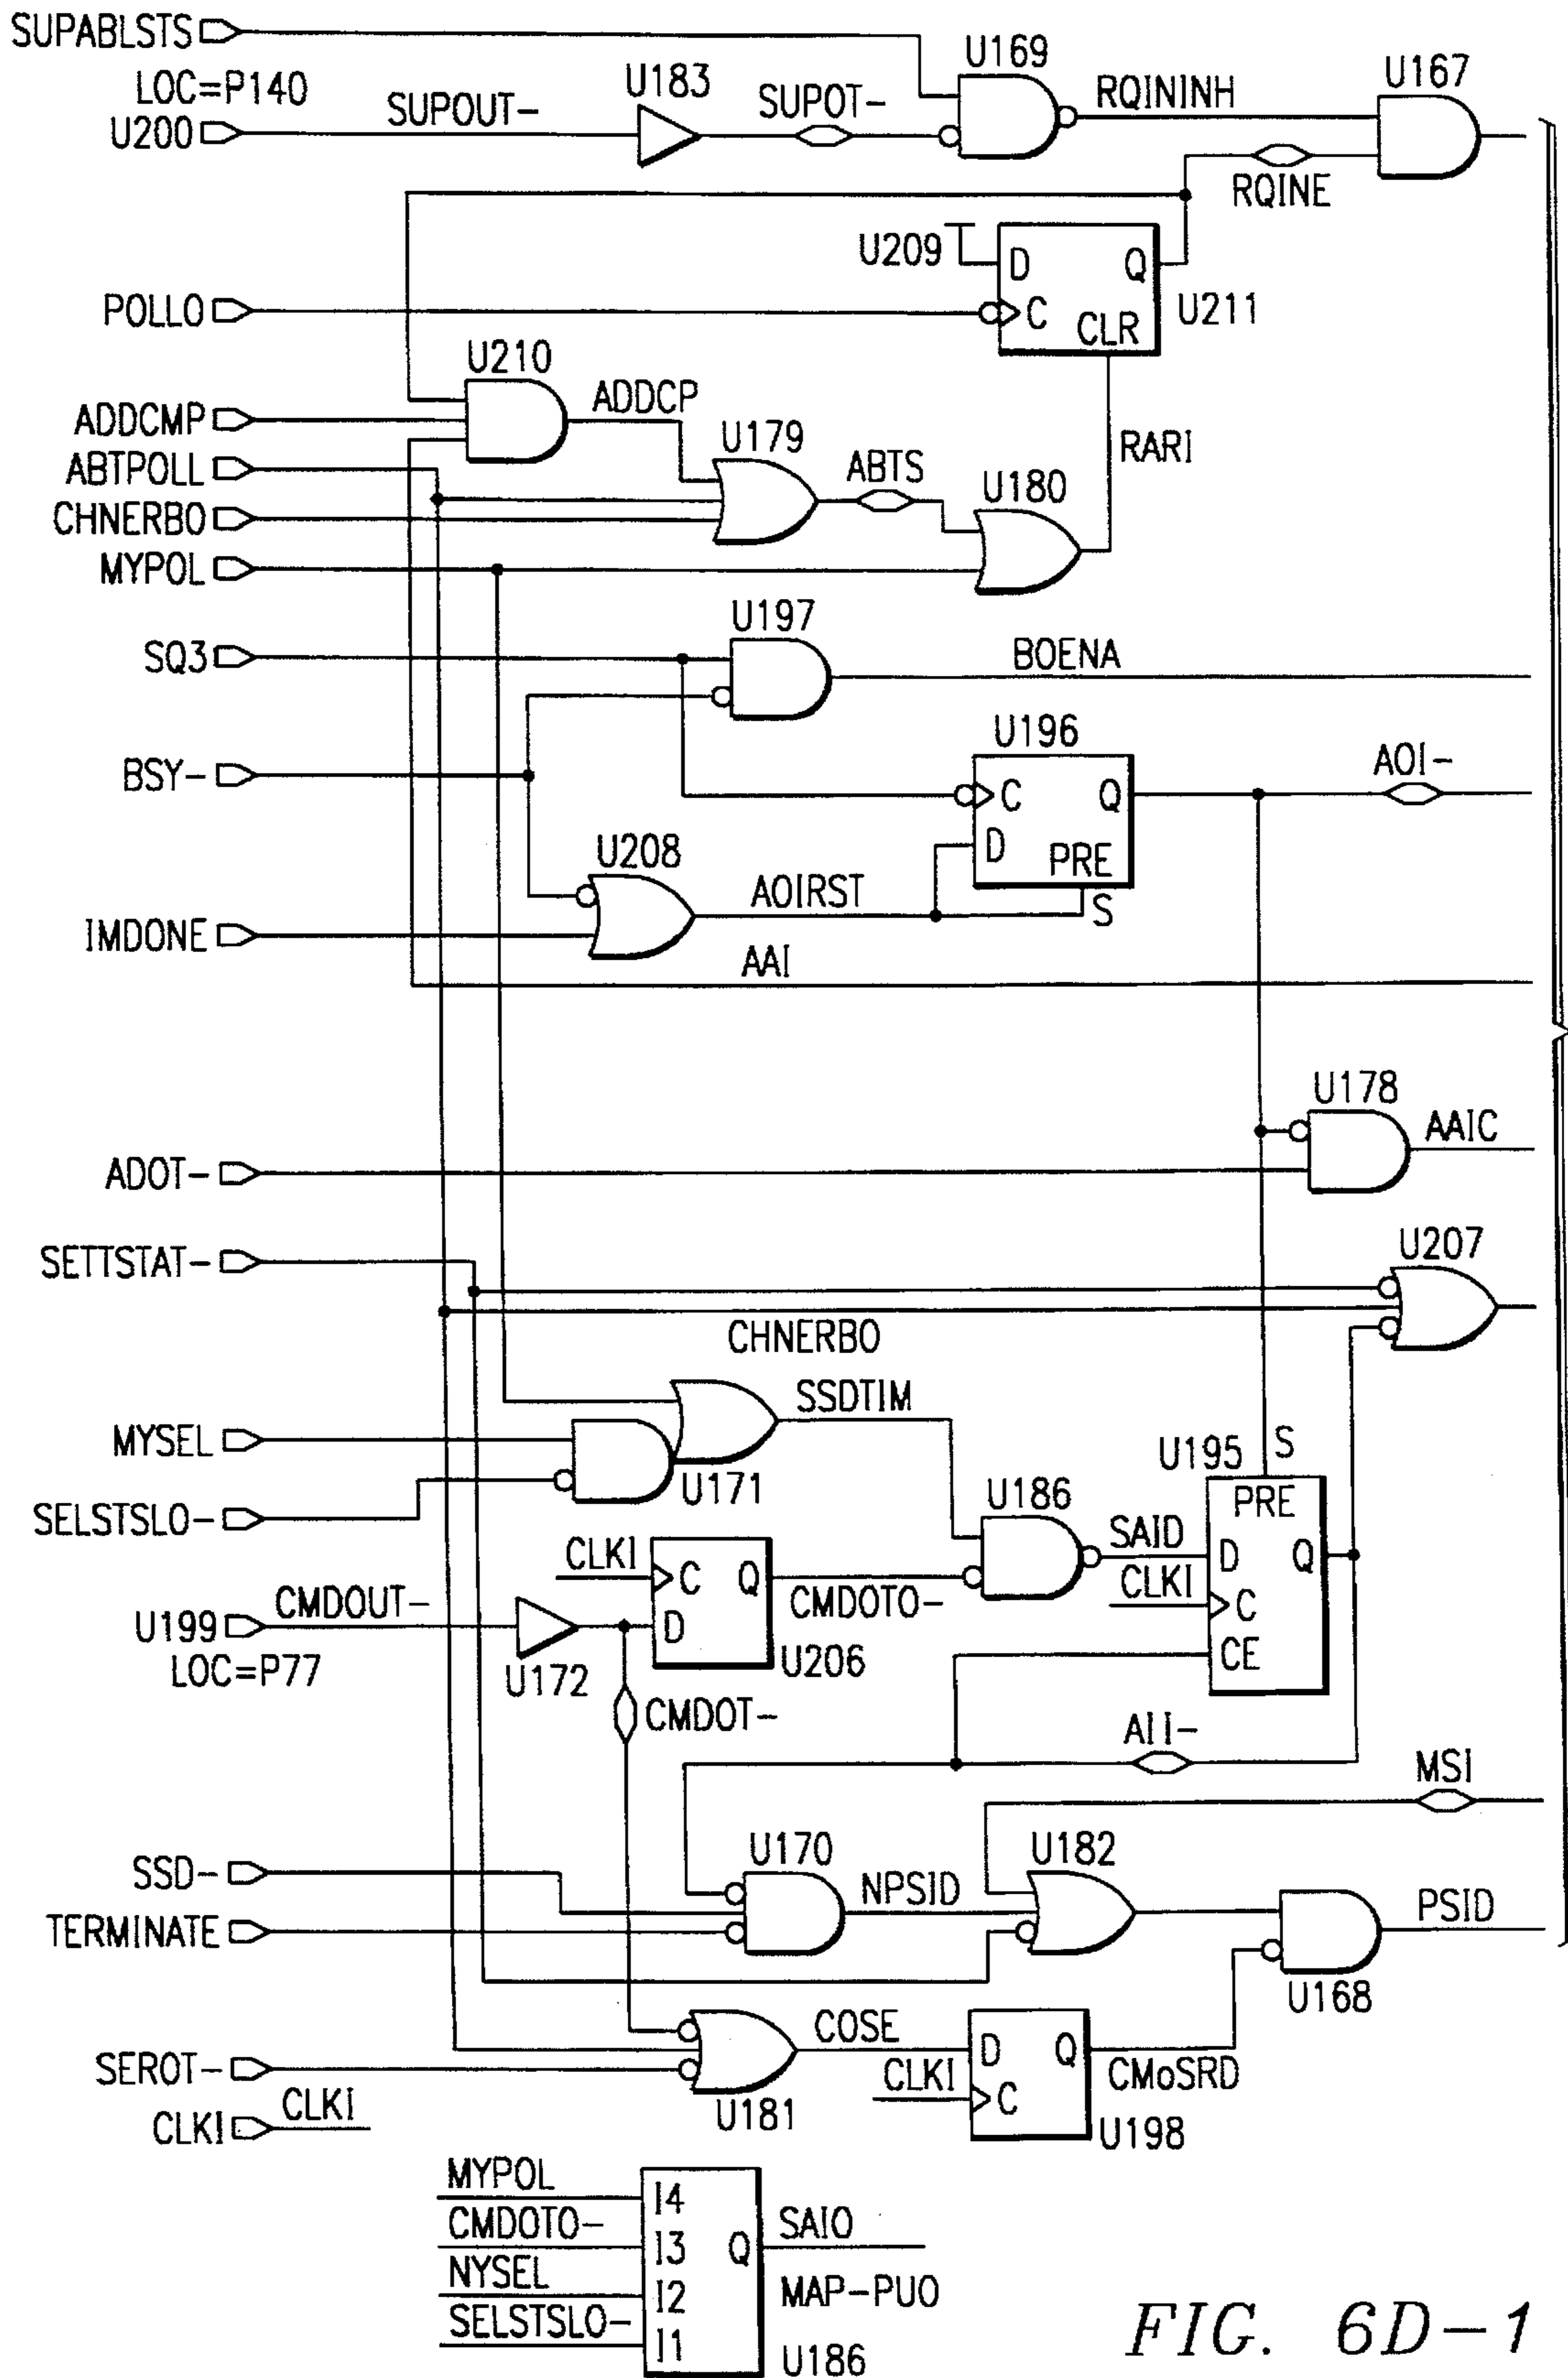 SUPABLSTS
LOC=P140
U200
SUPOUT-
U183
SUPOT-
U169
RQININH
U167
RQINE
U209
D
Q
C
CLR
U211
POLLO
U210
ADDCMP
ADDCP
ABTPOLL
U179
ABTS
RARI
CHNERBO
U180
MYPOL
U197
SQ3
BOENA
U196
AOI-
BSY-
C
Q
D
PRE
U208
AOIRST
S
IMDONE
AAI
U178
AAIC
ADOT-
U207
SETTSTAT-
CHNERBO
SSDTIM
MYSEL
U171
U195
S
SELSTSLO-
U186
PRE
SAID
D
Q
CLKI
C
Q
CMDOTO-
CLKI
C
CMDOUT-
U199
LOC=P77
U172
D
U206
CE
CMDOT-
AII-
MSI
U170
U182
SSD-
NPSID
PSID
TERMINATE
U168
COSE
D
Q
SEROT-
CLKI
C
CMoSRD
CLKI
CLKI
U181
U198
MYPOL
I4
CMDOTO-
I3
Q
SAIO
NYSEL
I2
MAP-PUO
SELSTSLO-
I1
U186
FIG. 6D-1